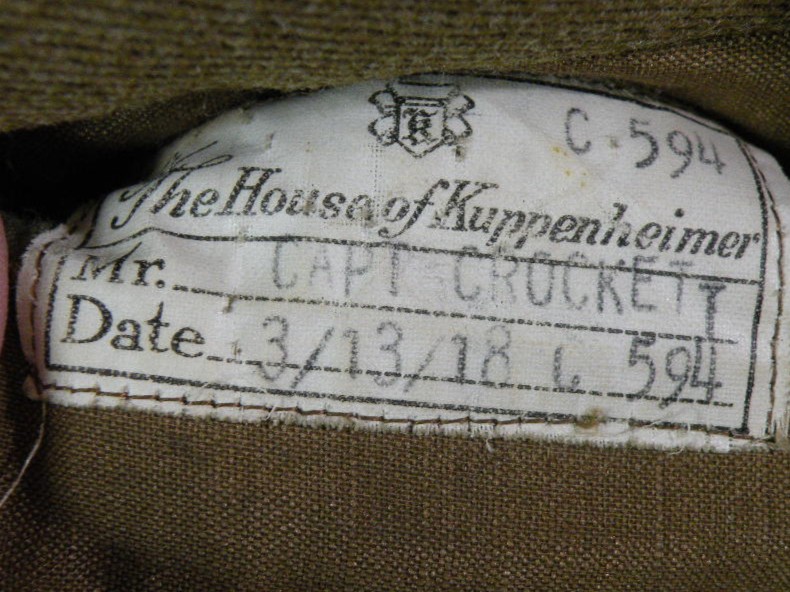 K
C 594
The House of Kuppenheimer
Mr. CAPT CROCKETT
Date 3/13/18 C 594